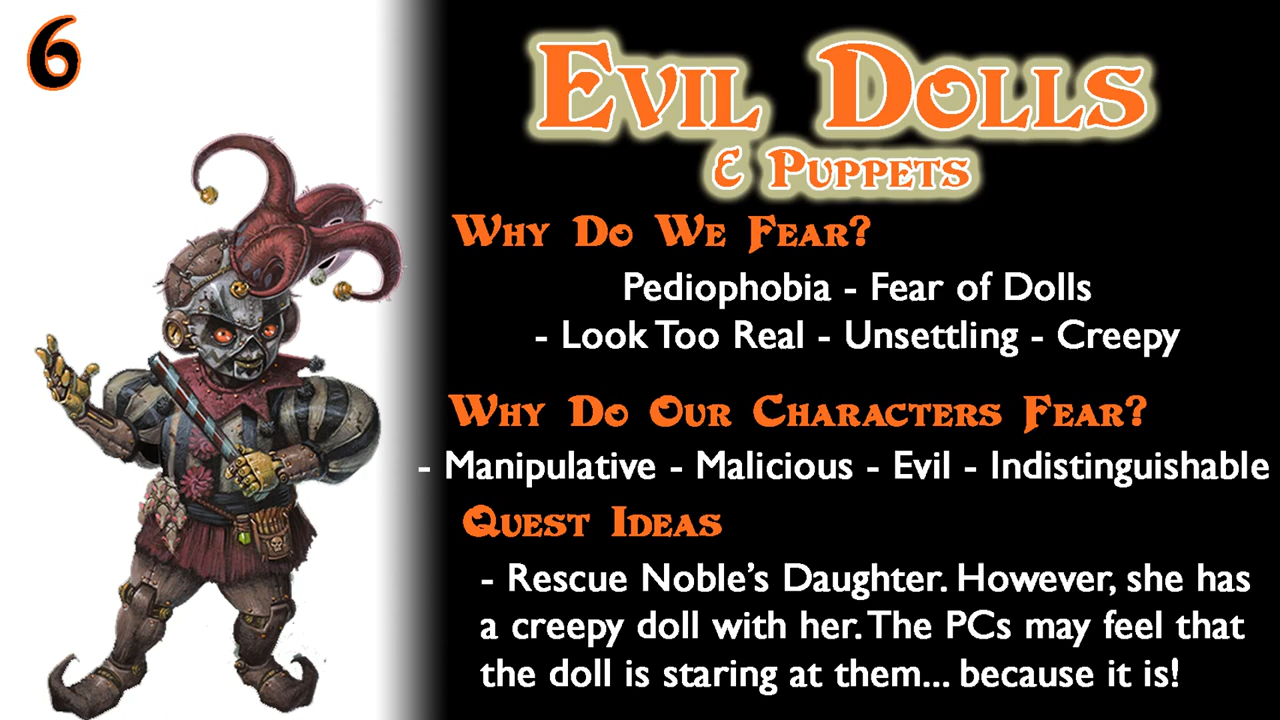 6
Evil Dolls
& Puppets
Why Do We Fear?
Pediophobia - Fear of Dolls
- Look Too Real - Unsettling - Creepy
Why Do Our Characters Fear?
- Manipulative - Malicious - Evil - Indistinguishable
Quest Ideas
- Rescue Noble's Daughter. However, she has
a creepy doll with her. The PCs may feel that
the doll is staring at them... because it is!